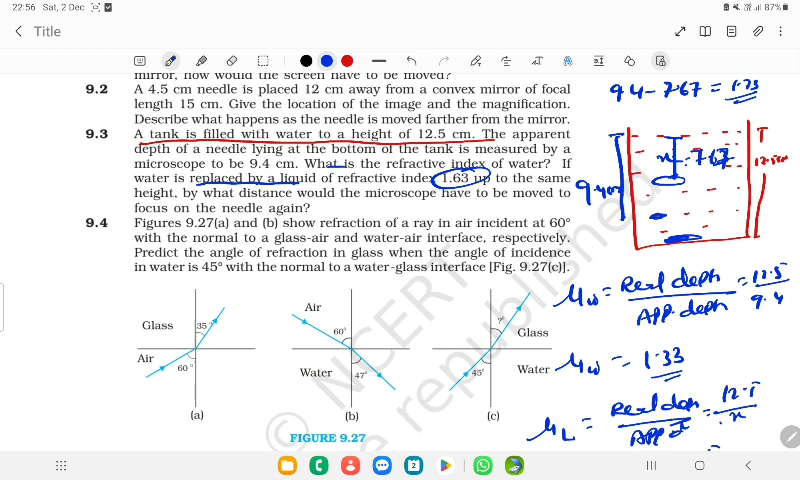 22:56 Sat, 2 Dec
87%
Title
mirror, how would the screen have to be moved?
9.2 A 4.5 cm needle is placed 12 cm away from a convex mirror of focal
length 15 cm. Give the location of the image and the magnification.
Describe what happens as the needle is moved farther from the mirror.
9.3 A tank is filled with water to a height of 12.5 cm. The apparent
depth of a needle lying at the bottom of the tank is measured by a
microscope to be 9.4 cm. What is the refractive index of water? If
water is replaced by a liquid of refractive index 1.63 up to the same
height, by what distance would the microscope have to be moved to
focus on the needle again?
9.4 Figures 9.27(a) and (b) show refraction of a ray in air incident at 60°
with the normal to a glass-air and water-air interface, respectively.
Predict the angle of refraction in glass when the angle of incidence
in water is 45° with the normal to a water-glass interface [Fig. 9.27(c)].
Glass 35° Air 60° (a)
Air 60° Water 47° (b)
?° Glass 45° Water (c)
FIGURE 9.27
© NCERT
be republished
9.4 - 7.67 = 1.73
x = 7.67
T
12.5cm
9.4cm
μw = Real depth / App. depth = 12.5 / 9.4
μw = 1.33
μL = Real dep / App d = 12.5 / x